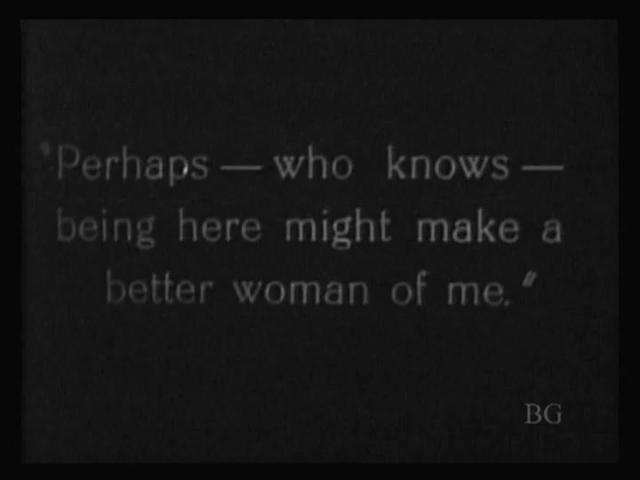 "Perhaps — who knows —
being here might make a
better woman of me."
BG